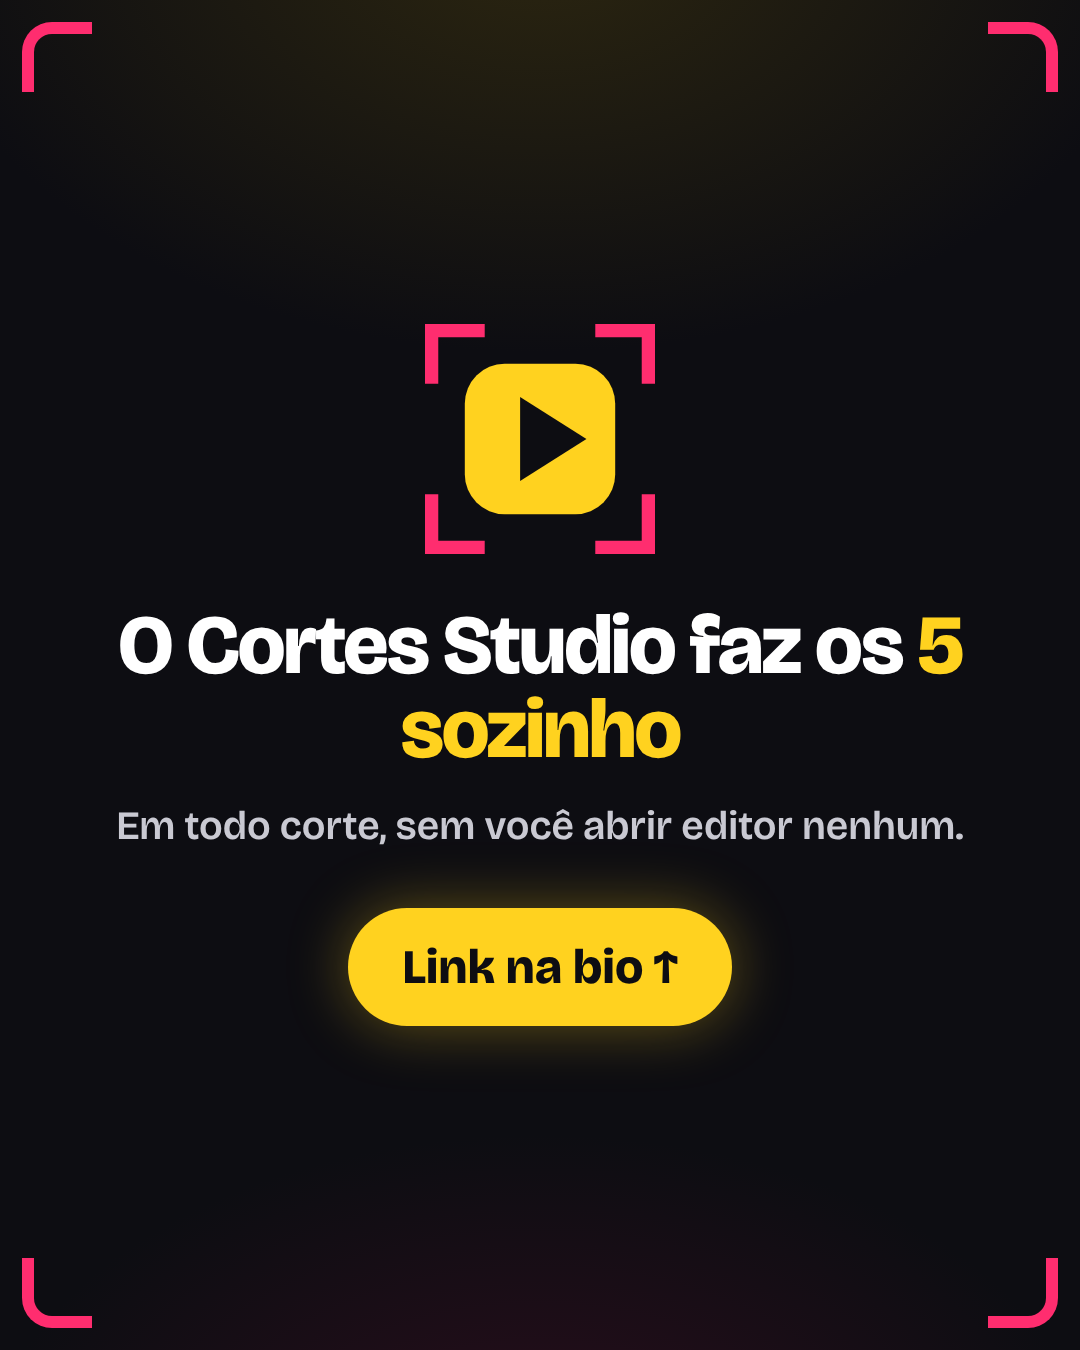 O Cortes Studio faz os 5
sozinho
Em todo corte, sem você abrir editor nenhum.
Link na bio ↑